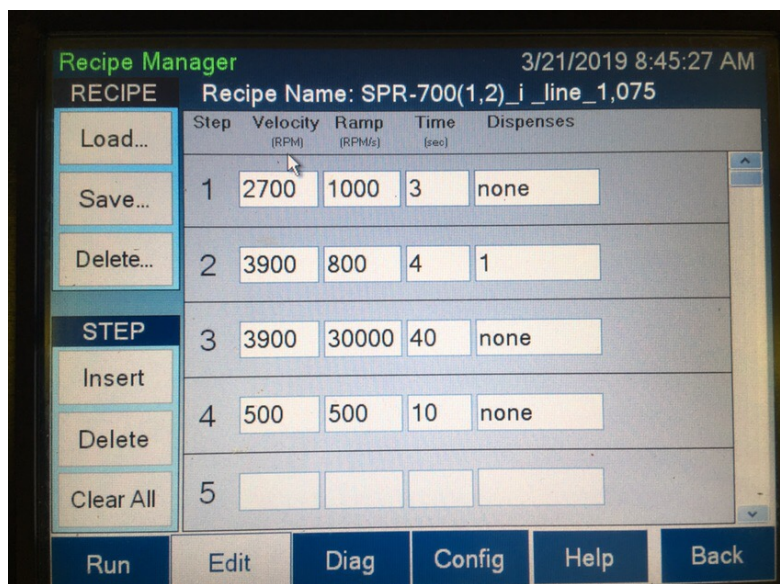 Recipe Manager 3/21/2019 8:45:27 AM
RECIPE Recipe Name: SPR-700(1,2)_i _line_1,075
Load...
Save...
Delete...
STEP
Insert
Delete
Clear All
Step Velocity Ramp Time Dispenses
(RPM) (RPM/s) (sec)
1 2700 1000 3 none
2 3900 800 4 1
3 3900 30000 40 none
4 500 500 10 none
5
Run Edit Diag Config Help Back